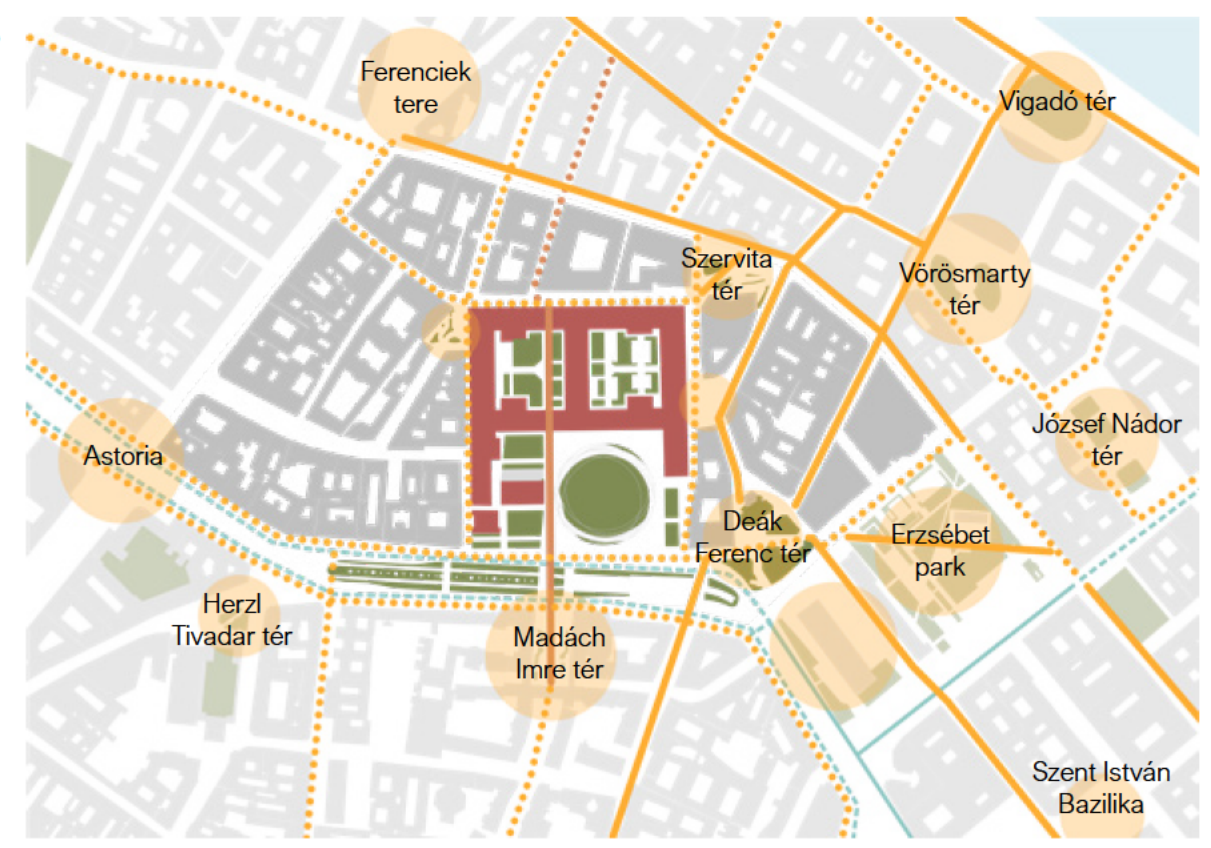 Ferenciek
tere
Vigadó tér
Szervita
tér
Vörösmarty
tér
József Nádor
tér
Astoria
Deák
Ferenc tér
Erzsébet
park
Herzl
Tivadar tér
Madách
Imre tér
Szent István
Bazilika